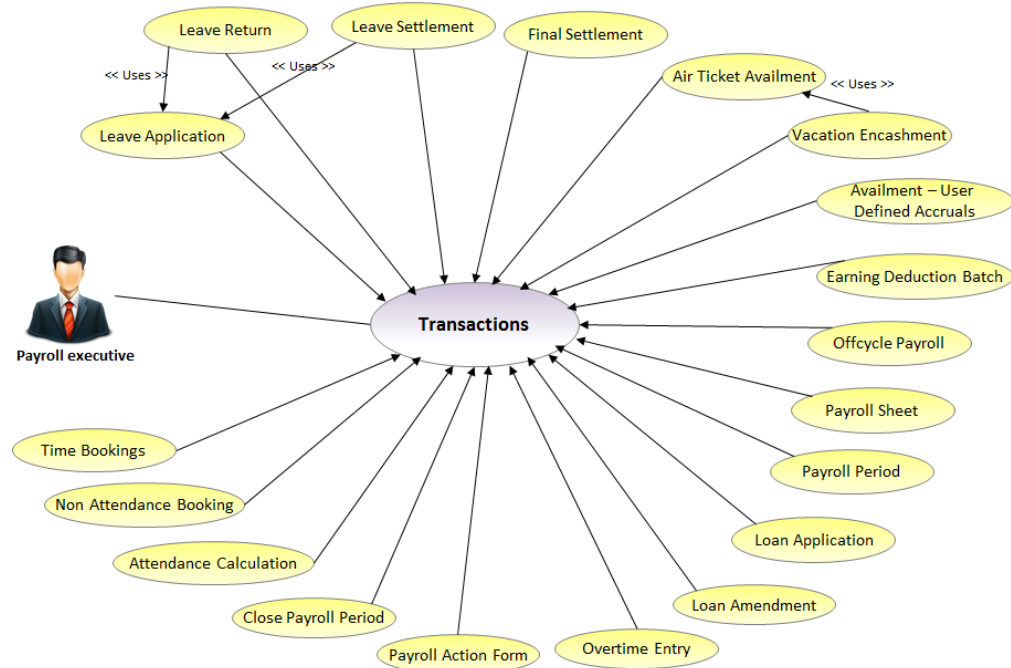 Leave Return
Leave Settlement
Final Settlement
<< Uses >>
<< Uses >>
Air Ticket Availment
<< Uses >>
Leave Application
Vacation Encashment
Availment – User
Defined Accruals
Earning Deduction Batch
Transactions
Offcycle Payroll
Payroll executive
Payroll Sheet
Time Bookings
Payroll Period
Non Attendance Booking
Loan Application
Attendance Calculation
Loan Amendment
Close Payroll Period
Overtime Entry
Payroll Action Form